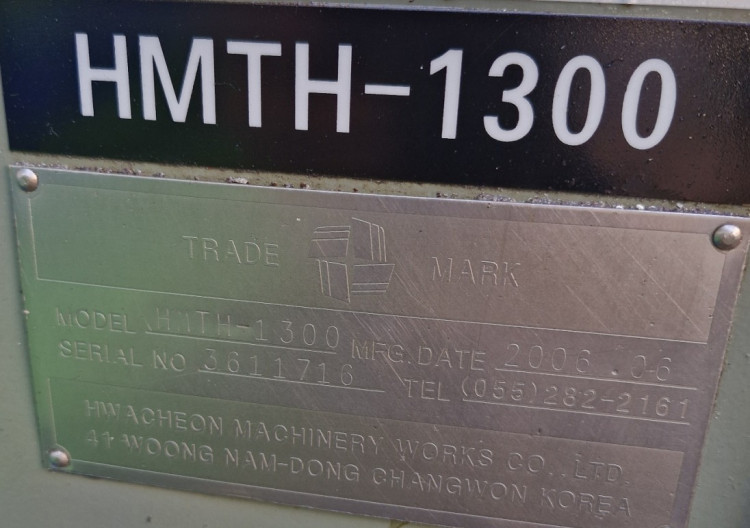 HMTH-1300
TRADE MARK
MODEL HMTH-1300 MFG.DATE 2006.06
SERIAL NO 3611716 TEL (055)282-2161
HWACHEON MACHINERY WORKS CO.,LTD.
41 WOONG NAM-DONG CHANGWON KOREA